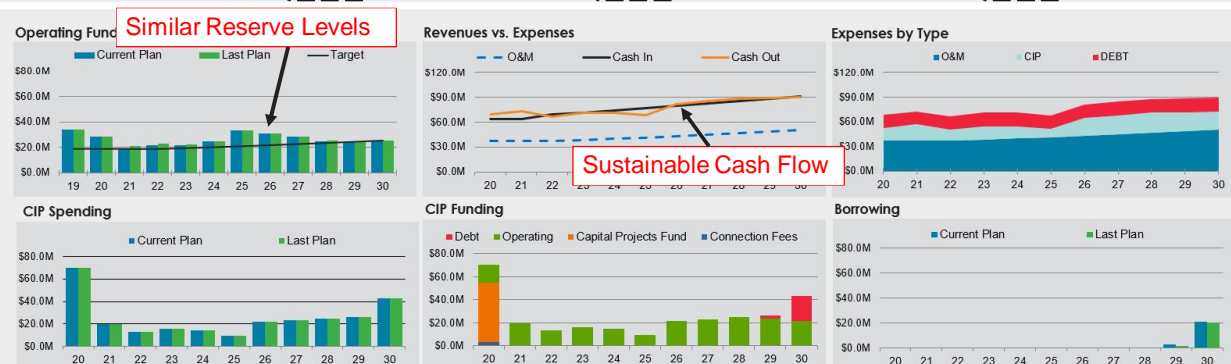 Similar Reserve Levels
Operating Fund
Current Plan Last Plan Target
$80.0M
$60.0M
$40.0M
$20.0M
$0.0M
19 20 21 22 23 24 25 26 27 28 29 30
Revenues vs. Expenses
O&M Cash In Cash Out
$120.0M
$90.0M
$60.0M
$30.0M
$0.0M
20 21 22 23 24 25 26 27 28 29 30
Sustainable Cash Flow
Expenses by Type
O&M CIP DEBT
$120.0M
$90.0M
$60.0M
$30.0M
$0.0M
20 21 22 23 24 25 26 27 28 29 30
CIP Spending
Current Plan Last Plan
$80.0M
$60.0M
$40.0M
$20.0M
$0.0M
20 21 22 23 24 25 26 27 28 29 30
CIP Funding
Debt Operating Capital Projects Fund Connection Fees
$80.0M
$60.0M
$40.0M
$20.0M
$0.0M
20 21 22 23 24 25 26 27 28 29 30
Borrowing
Current Plan Last Plan
$80.0M
$60.0M
$40.0M
$20.0M
$0.0M
20 21 22 23 24 25 26 27 28 29 30